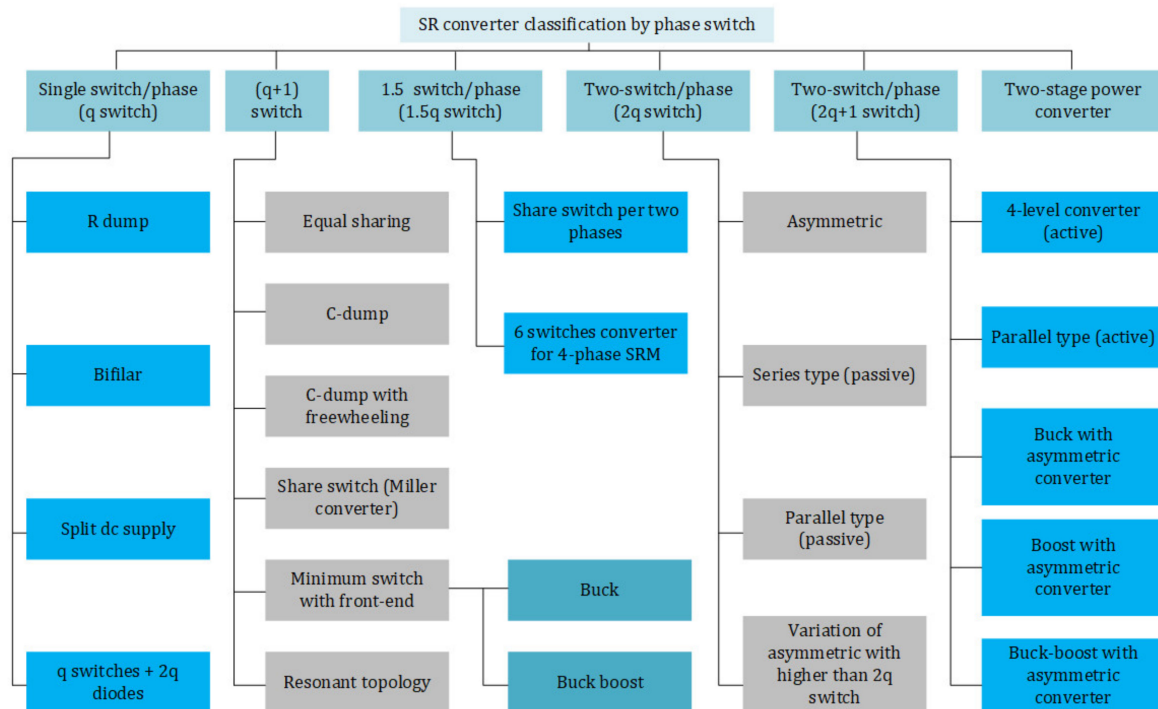 SR converter classification by phase switch
Single switch/phase
(q switch)
(q+1)
switch
1.5 switch/phase
(1.5q switch)
Two-switch/phase
(2q switch)
Two-switch/phase
(2q+1 switch)
Two-stage power
converter
R dump
Bifilar
Split dc supply
q switches + 2q
diodes
Equal sharing
C-dump
C-dump with
freewheeling
Share switch (Miller
converter)
Minimum switch
with front-end
Resonant topology
Share switch per two
phases
6 switches converter
for 4-phase SRM
Buck
Buck boost
Asymmetric
Series type (passive)
Parallel type
(passive)
Variation of
asymmetric with
higher than 2q
switch
4-level converter
(active)
Parallel type (active)
Buck with
asymmetric
converter
Boost with
asymmetric
converter
Buck-boost with
asymmetric
converter